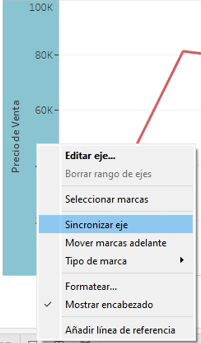 100K
80K
60K
Precio de Venta
Editar eje...
Borrar rango de ejes
Seleccionar marcas
Sincronizar eje
Mover marcas adelante
Tipo de marca
Formatear...
Mostrar encabezado
Añadir línea de referencia